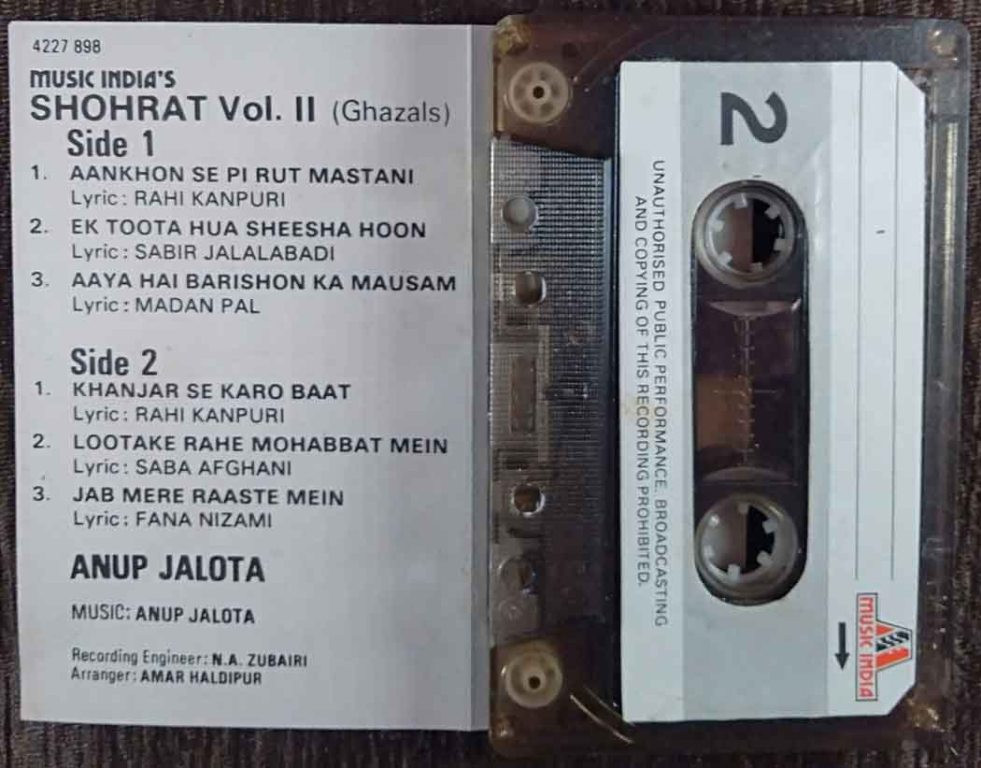 4227 898
MUSIC INDIA'S
SHOHRAT Vol. II (Ghazals)
Side 1
1. AANKHON SE PI RUT MASTANI
Lyric : RAHI KANPURI
2. EK TOOTA HUA SHEESHA HOON
Lyric : SABIR JALALABADI
3. AAYA HAI BARISHON KA MAUSAM
Lyric : MADAN PAL
Side 2
1. KHANJAR SE KARO BAAT
Lyric : RAHI KANPURI
2. LOOTAKE RAHE MOHABBAT MEIN
Lyric : SABA AFGHANI
3. JAB MERE RAASTE MEIN
Lyric : FANA NIZAMI
ANUP JALOTA
MUSIC: ANUP JALOTA
Recording Engineer : N.A. ZUBAIRI
Arranger : AMAR HALDIPUR
2
UNAUTHORISED PUBLIC PERFORMANCE. BROADCASTING
AND COPYING OF THIS RECORDING PROHIBITED.
MUSIC INDIA